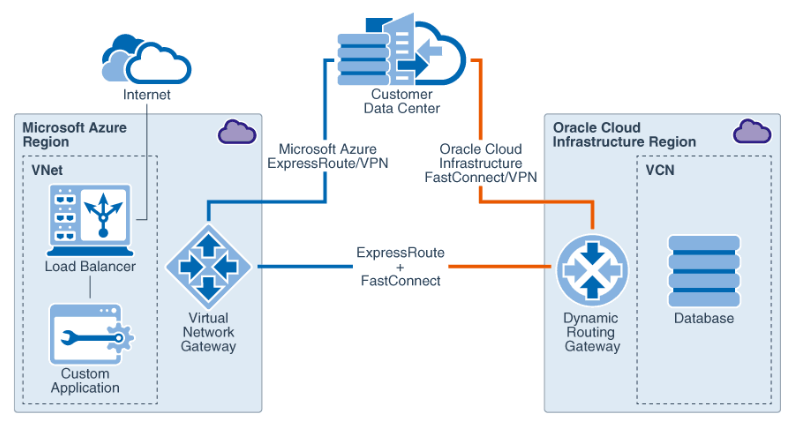 Internet
Customer
Data Center
Microsoft Azure
Region
Oracle Cloud
Infrastructure Region
Microsoft Azure
ExpressRoute/VPN
Oracle Cloud
Infrastructure
FastConnect/VPN
VNet
VCN
Load Balancer
ExpressRoute
+
FastConnect
Virtual
Network
Gateway
Dynamic
Routing
Gateway
Database
Custom
Application